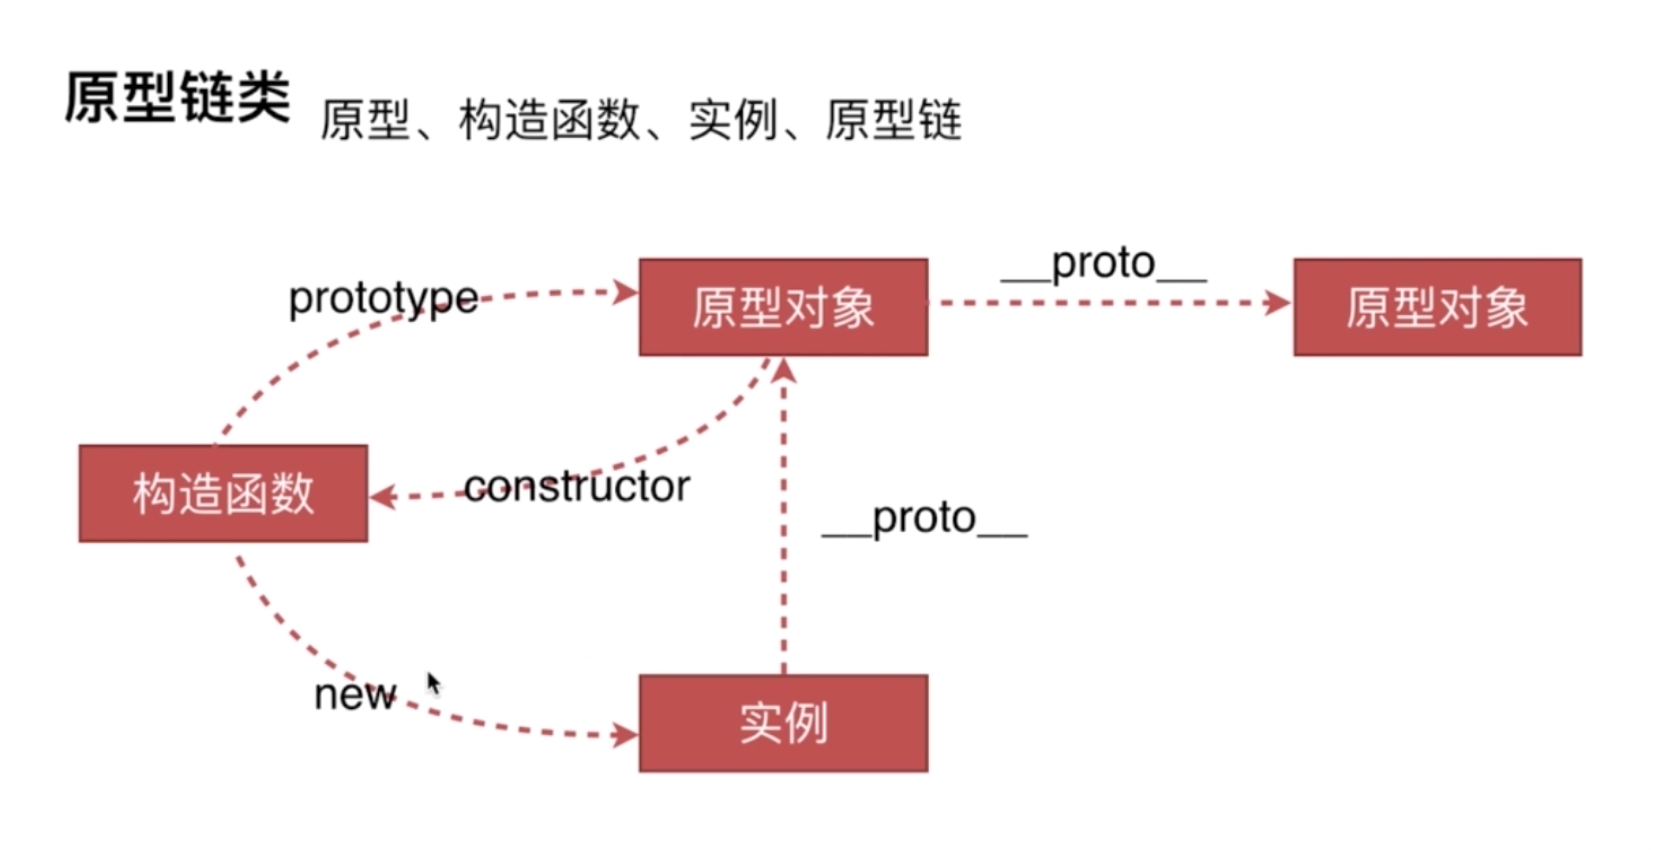 原型链类 原型、构造函数、实例、原型链
prototype
原型对象
__proto__
原型对象
构造函数
constructor
__proto__
new
实例